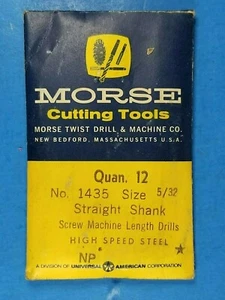 MORSE
Cutting Tools
MORSE TWIST DRILL & MACHINE CO.
NEW BEDFORD, MASSACHUSETTS U.S.A.
Quan. 12
No. 1435 Size 5/32
Straight Shank
Screw Machine Length Drills
HIGH SPEED STEEL
NP
A DIVISION OF UNIVERSAL AMERICAN CORPORATION